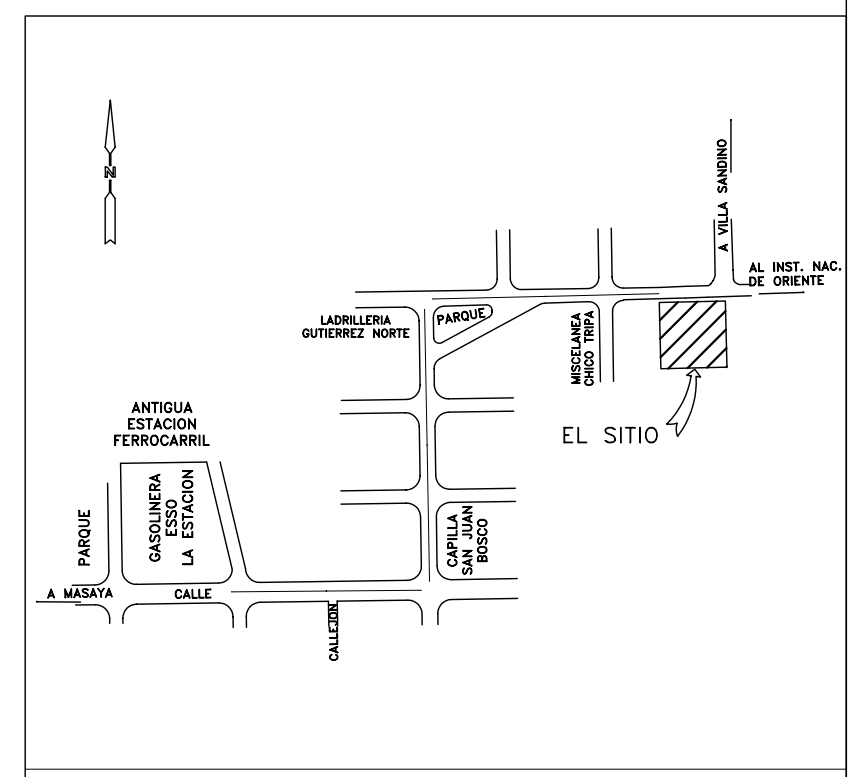 N
A VILLA SANDINO
AL INST. NAC.
DE ORIENTE
LADRILLERIA
GUTIERREZ NORTE
PARQUE
MISCELANEA
CHICO TRIPA
ANTIGUA
ESTACION
FERROCARRIL
EL SITIO
PARQUE
GASOLINERA
ESSO
LA ESTACION
CAPILLA
SAN JUAN
BOSCO
A MASAYA
CALLE
CALLEJON